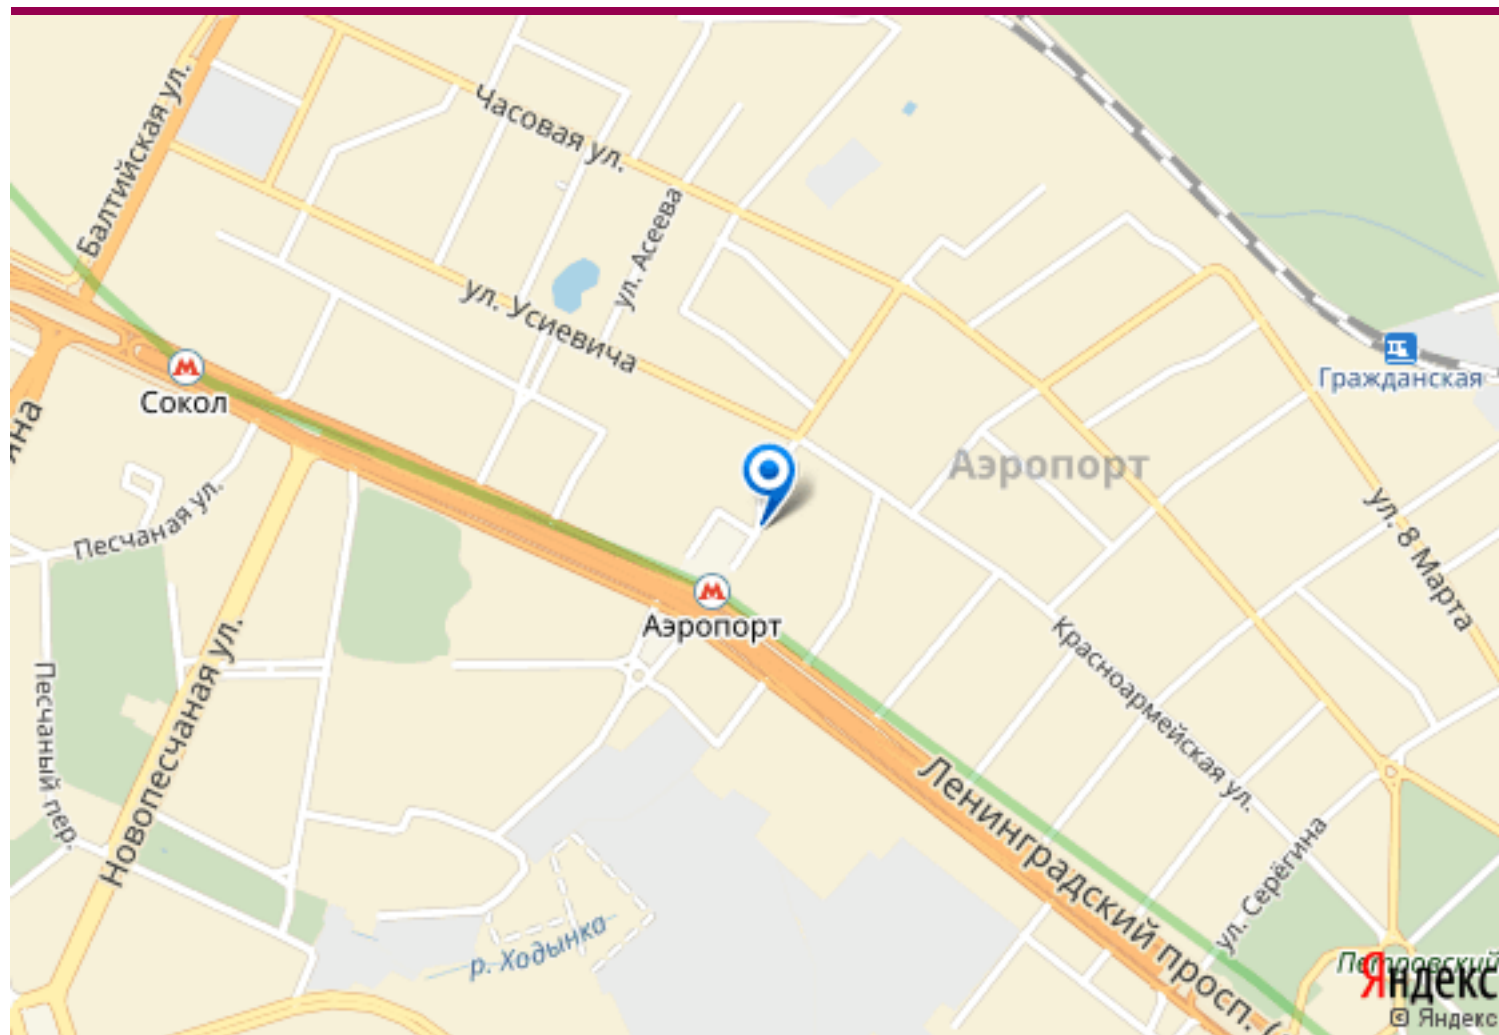 Балтийская ул.
Часовая ул.
ул. Асеева
ул. Усиевича
Сокол
Гражданская
Аэропорт
Песчаная ул.
ул. 8 Марта
Аэропорт
Красноармейская ул.
Новопесчаная ул.
Песчаный пер.
Ленинградский просп.
ул. Серёгина
р. Ходынка
Петровский
Яндекс
© Яндекс